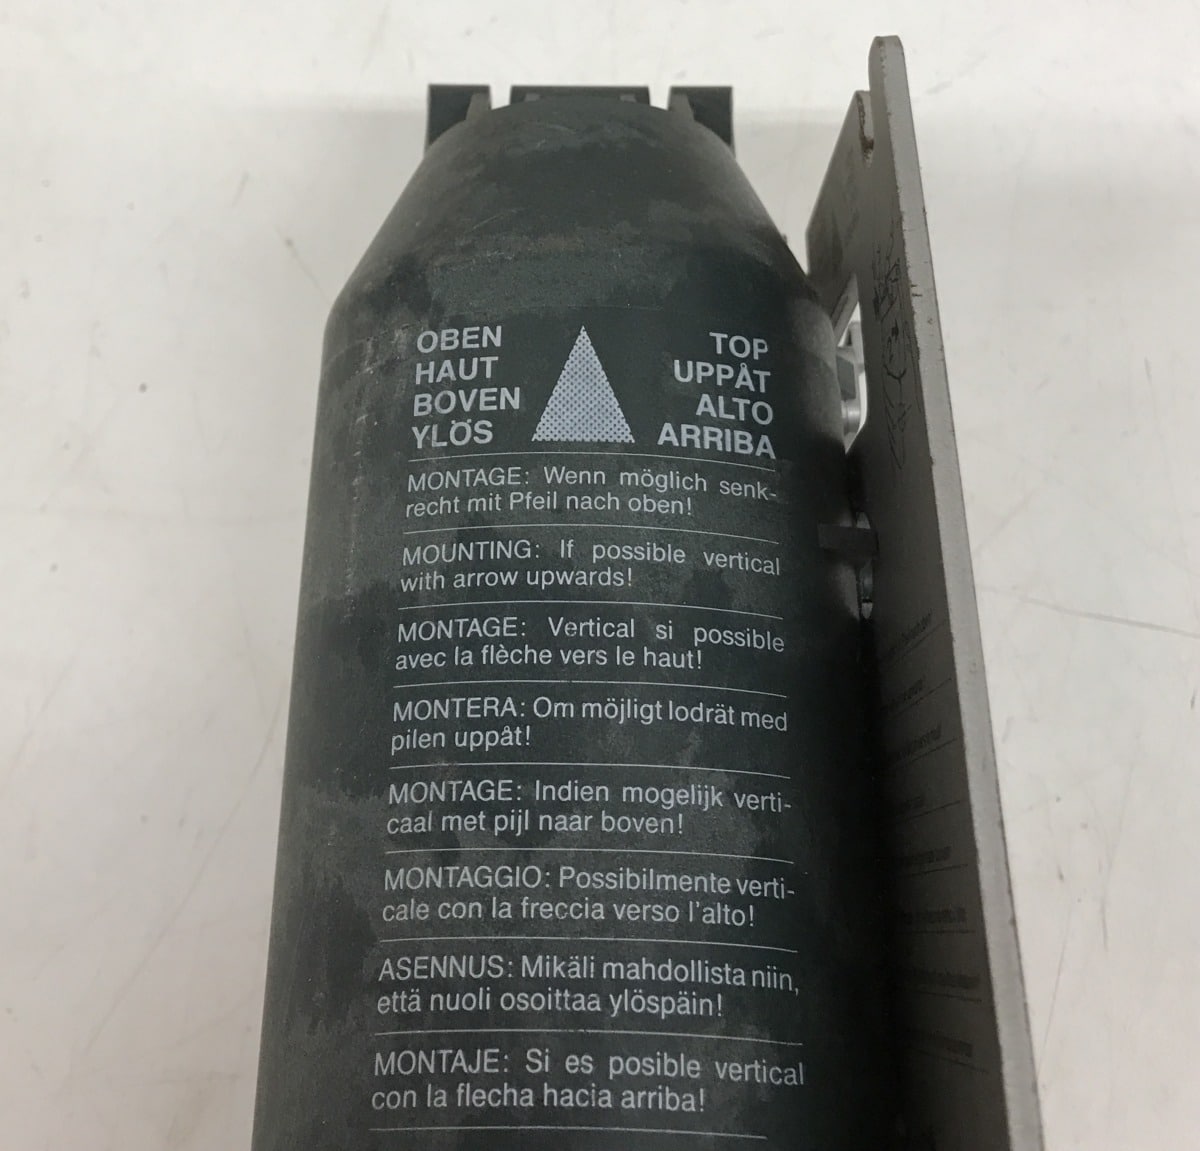 OBEN
HAUT
BOVEN
YLÖS
TOP
UPPÅT
ALTO
ARRIBA
MONTAGE: Wenn möglich senk-
recht mit Pfeil nach oben!
MOUNTING: If possible vertical
with arrow upwards!
MONTAGE: Vertical si possible
avec la flèche vers le haut!
MONTERA: Om möjligt lodrät med
pilen uppåt!
MONTAGE: Indien mogelijk verti-
caal met pijl naar boven!
MONTAGGIO: Possibilmente verti-
cale con la freccia verso l'alto!
ASENNUS: Mikäli mahdollista niin,
että nuoli osoittaa ylöspäin!
MONTAJE: Si es posible vertical
con la flecha hacia arriba!